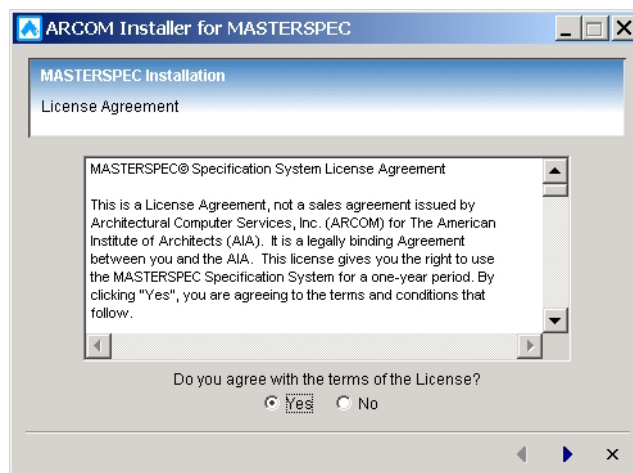 ARCOM Installer for MASTERSPEC
MASTERSPEC Installation
License Agreement
MASTERSPEC® Specification System License Agreement
This is a License Agreement, not a sales agreement issued by
Architectural Computer Services, Inc. (ARCOM) for The American
Institute of Architects (AIA).  It is a legally binding Agreement
between you and the AIA.  This license gives you the right to use
the MASTERSPEC Specification System for a one-year period. By
clicking "Yes", you are agreeing to the terms and conditions that
follow.
Do you agree with the terms of the License?
Yes No